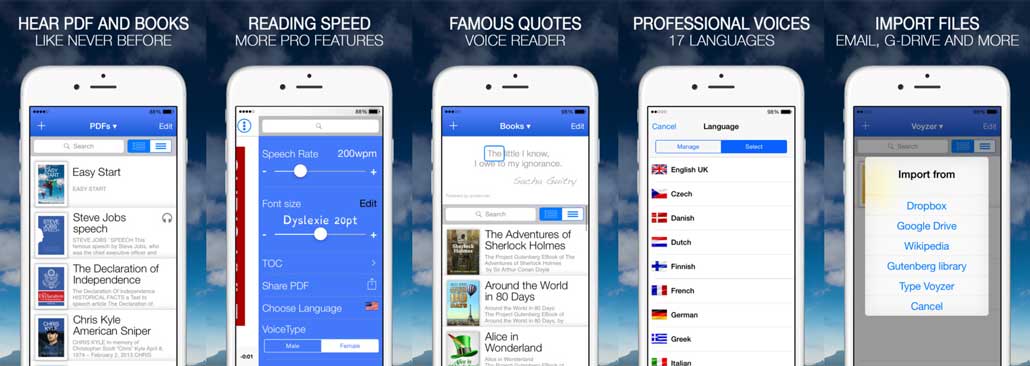 HEAR PDF AND BOOKS
LIKE NEVER BEFORE
88%
+
PDFs ▾
Edit
Search
Easy Start
EASY START
Steve Jobs
speech
STEVE JOBS ' SPEECH This
famous speech by Steve Jobs, who
was the chief executive officer and
The Declaration of
Independence
The Declaration Of Independence
HISTORICAL FACTS a Text to
speech article The Declaration of
Chris Kyle
American Sniper
CHRIS KYLE in memory of
Christopher Scott "Chris" Kyle April 8,
1974 – February 2, 2013 CHRIS
READING SPEED
MORE PRO FEATURES
88%
Speech Rate
200wpm
-
+
Font size
Edit
Dyslexie 20pt
-
+
TOC
Share PDF
Choose Language
VoiceType
Male
Female
-0:01
FAMOUS QUOTES
VOICE READER
88%
+
Books ▾
Edit
The little I know,
I owe to my ignorance.
Sacha Guitry
Search
The Adventures of
Sherlock Holmes
The Project Gutenberg EBook of The
Adventures of Sherlock Holmes
by Sir Arthur Conan Doyle
Around the World
in 80 Days
Around the World in 80 Days
The Project Gutenberg EBook of
Around the World in 80 Days, by
Alice in
Wonderland
Alice in Wonderland
The Project Gutenberg EBook of
PROFESSIONAL VOICES
17 LANGUAGES
98%
Cancel
Language
Manage
Select
English UK
Czech
Danish
Dutch
Finnish
French
German
Greek
Italian
IMPORT FILES
EMAIL, G-DRIVE AND MORE
98%
+
Voyzer ▾
Edit
Import from
Dropbox
Google Drive
Wikipedia
Gutenberg library
Type Voyzer
Cancel